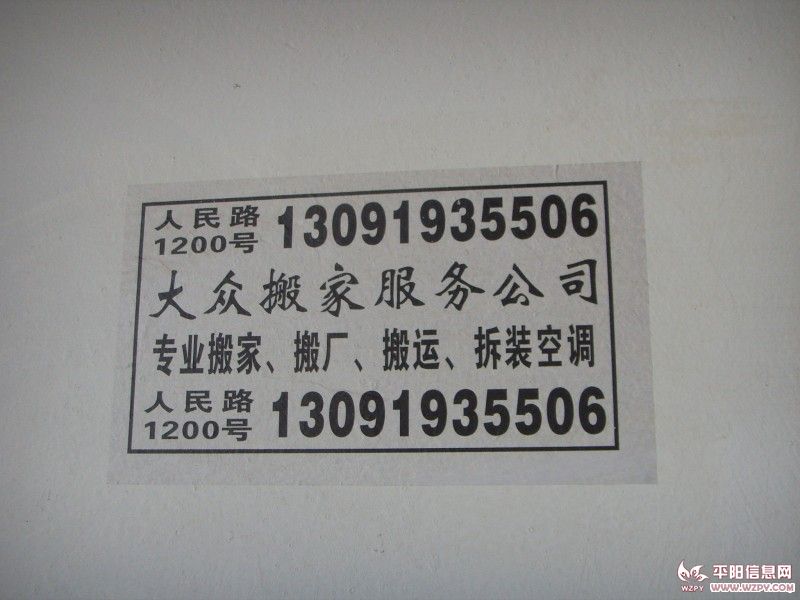 人民路
1200号
13091935506
大众搬家服务公司
专业搬家、搬厂、搬运、拆装空调
人民路
1200号
13091935506
平阳信息网
WZPY
www.WZPY.com